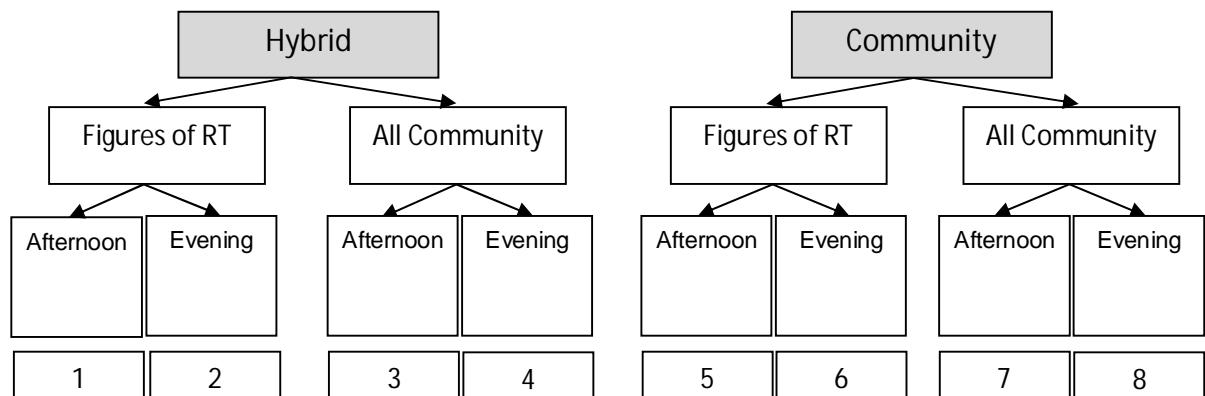 Hybrid Community
Figures of RT All Community Figures of RT All Community
Afternoon Evening Afternoon Evening Afternoon Evening Afternoon Evening
1 2 3 4 5 6 7 8